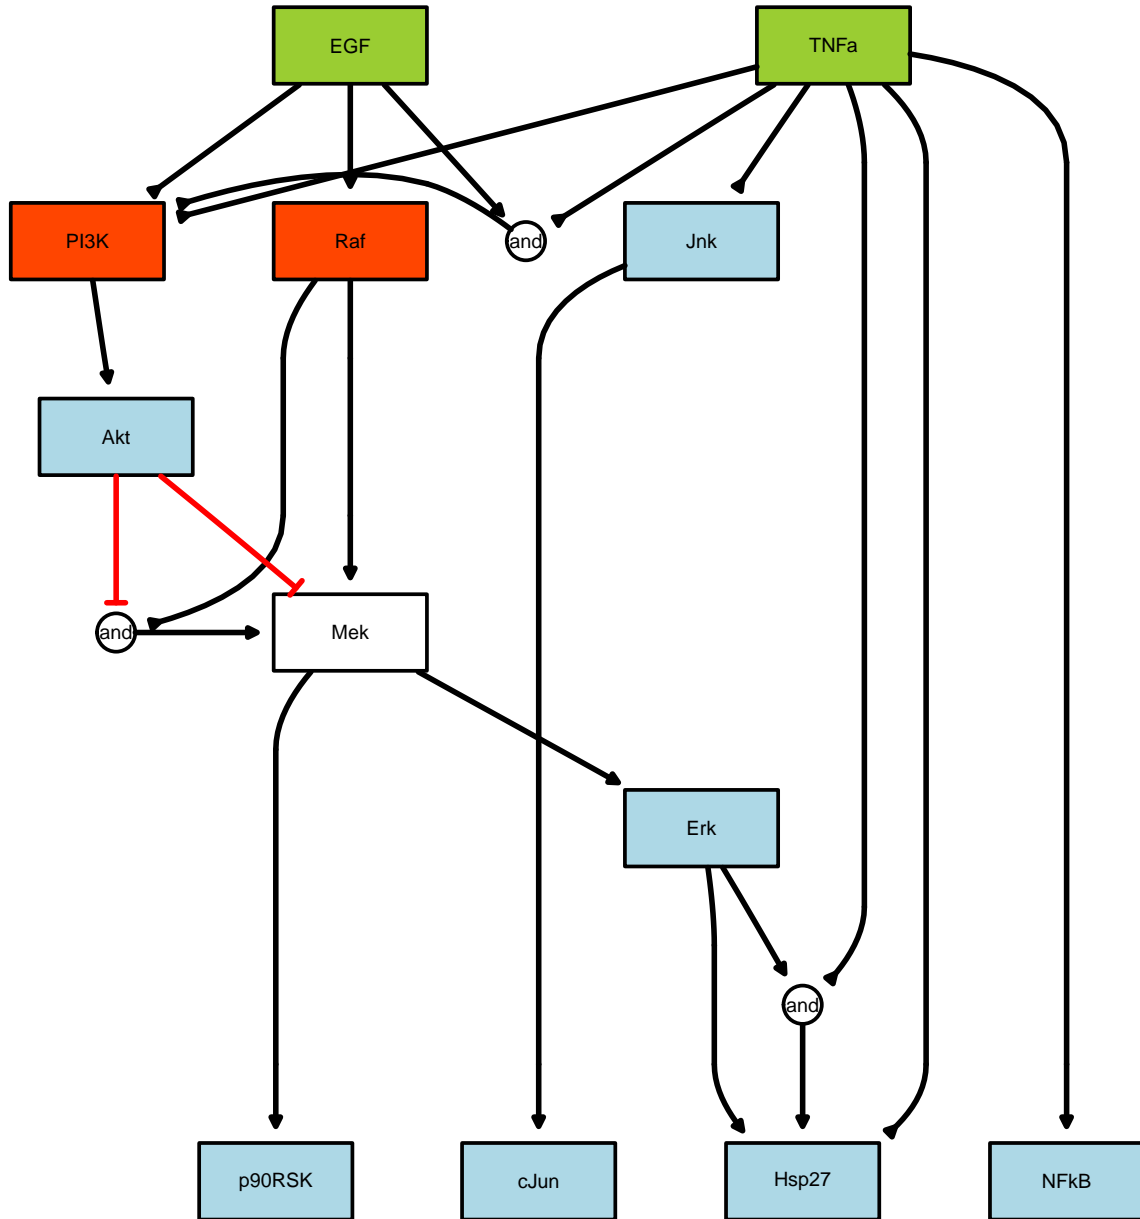 EGF
TNFa
PI3K
Raf
and
Jnk
Akt
and
Mek
Erk
and
p90RSK
cJun
Hsp27
NFkB